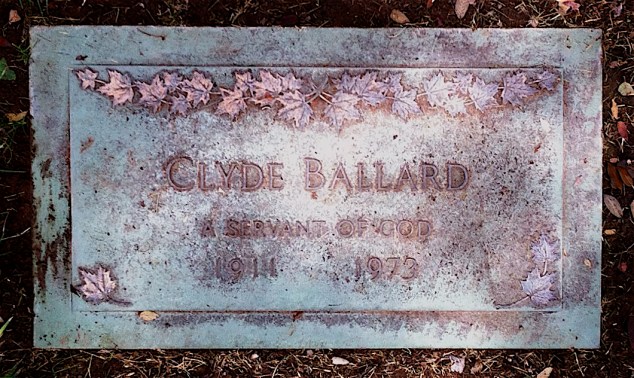 CLYDE BALLARD
A SERVANT OF GOD
1911 1973